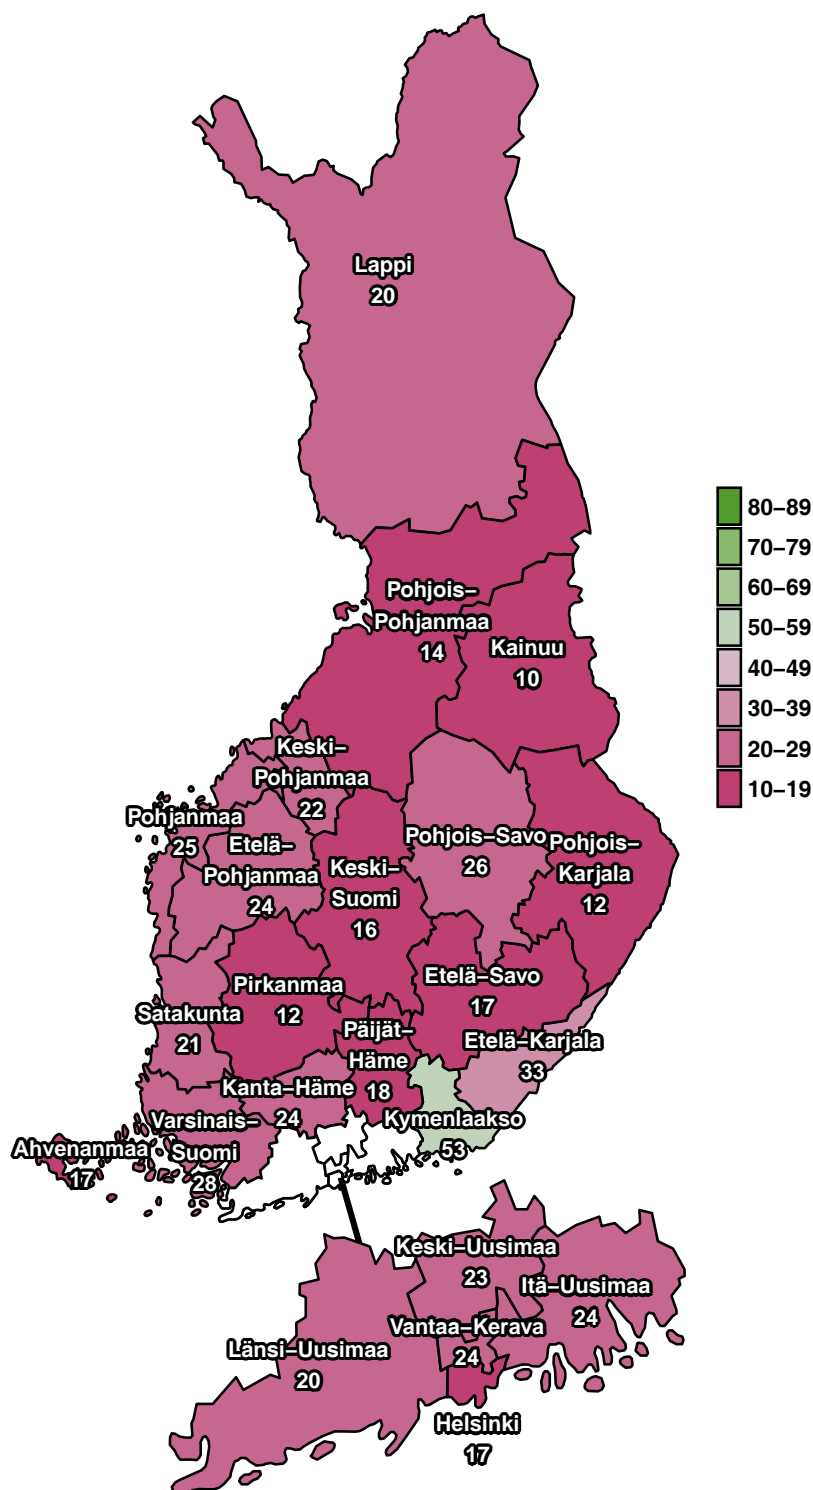 Lappi
20
Pohjois–
Pohjanmaa
14
Kainuu
10
Keski–
Pohjanmaa
22
Pohjanmaa
25
Etelä–
Pohjanmaa
24
Keski–
Suomi
16
Pohjois–Savo
26
Pohjois–
Karjala
12
Pirkanmaa
12
Etelä–Savo
17
Satakunta
21
Päijät–
Häme
18
Etelä–Karjala
33
Kanta–Häme
24
Kymenlaakso
53
Varsinais–
Suomi
28
Ahvenanmaa
17
Keski–Uusimaa
23
Itä–Uusimaa
24
Vantaa–Kerava
24
Länsi–Uusimaa
20
Helsinki
17
80–89
70–79
60–69
50–59
40–49
30–39
20–29
10–19